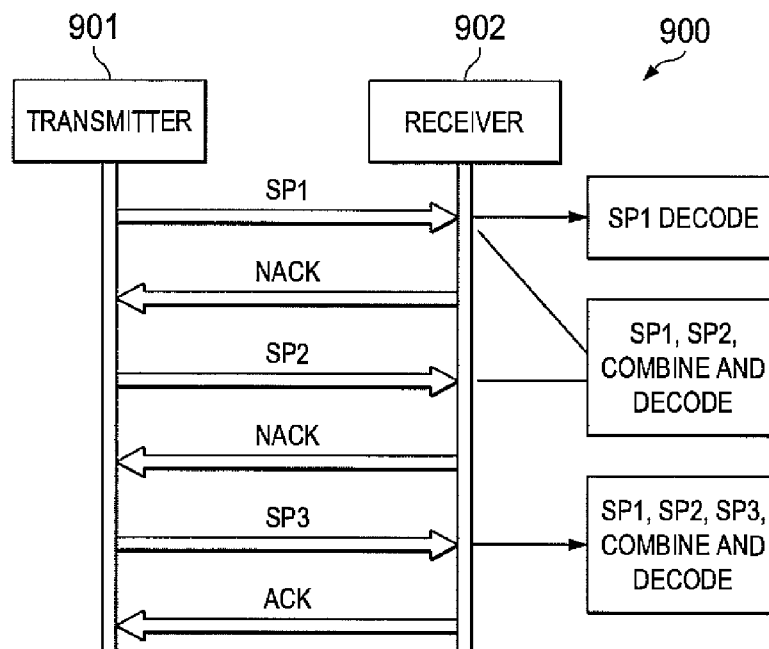 901
902
900
TRANSMITTER
RECEIVER
SP1
SP1 DECODE
NACK
SP1, SP2,
COMBINE AND
DECODE
SP2
NACK
SP3
SP1, SP2, SP3,
COMBINE AND
DECODE
ACK